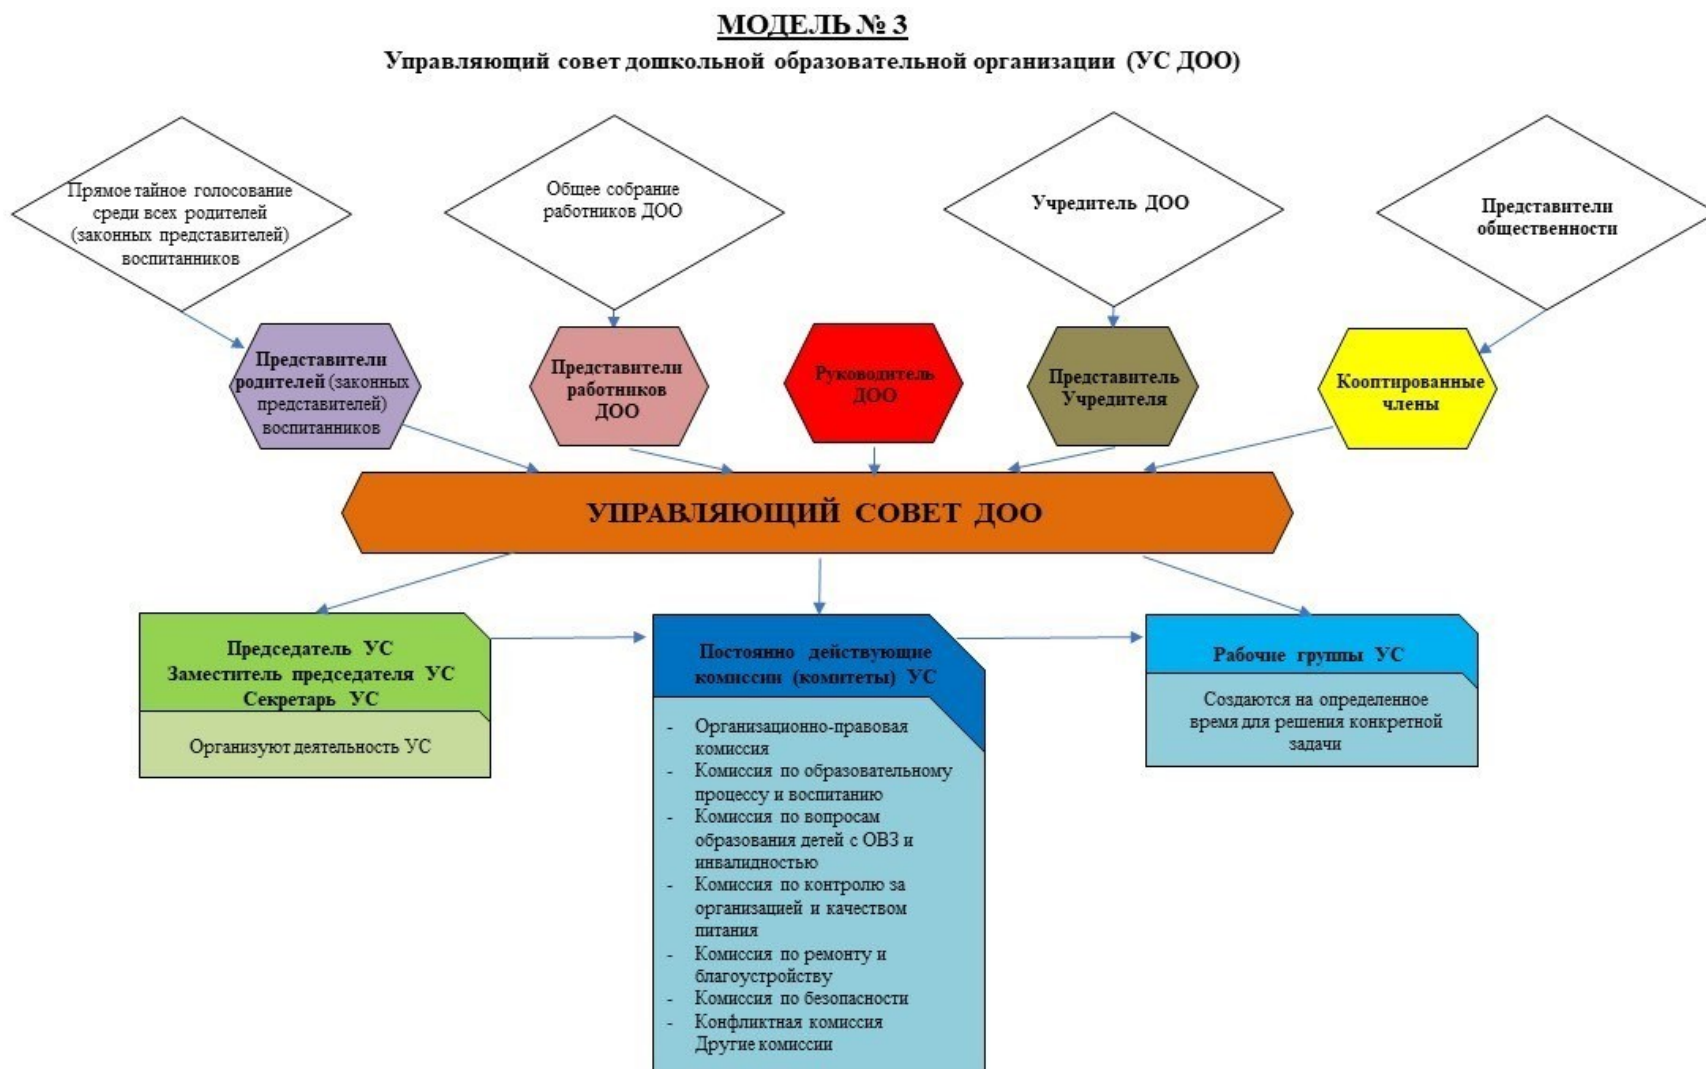 МОДЕЛЬ № 3
Управляющий совет дошкольной образовательной организации (УС ДОО)
Прямое тайное голосование
среди всех родителей
(законных представителей)
воспитанников
Общее собрание
работников ДОО
Учредитель ДОО
Представители
общественности
Представители
родителей (законных
представителей)
воспитанников
Представители
работников
ДОО
Руководитель
ДОО
Представитель
Учредителя
Кооптированные
члены
УПРАВЛЯЮЩИЙ СОВЕТ ДОО
Председатель УС
Заместитель председателя УС
Секретарь УС
Организуют деятельность УС
Постоянно действующие
комиссии (комитеты) УС
- Организационно-правовая
комиссия
- Комиссия по образовательному
процессу и воспитанию
- Комиссия по вопросам
образования детей с ОВЗ и
инвалидностью
- Комиссия по контролю за
организацией и качеством
питания
- Комиссия по ремонту и
благоустройству
- Комиссия по безопасности
- Конфликтная комиссия
Другие комиссии
Рабочие группы УС
Создаются на определенное
время для решения конкретной
задачи